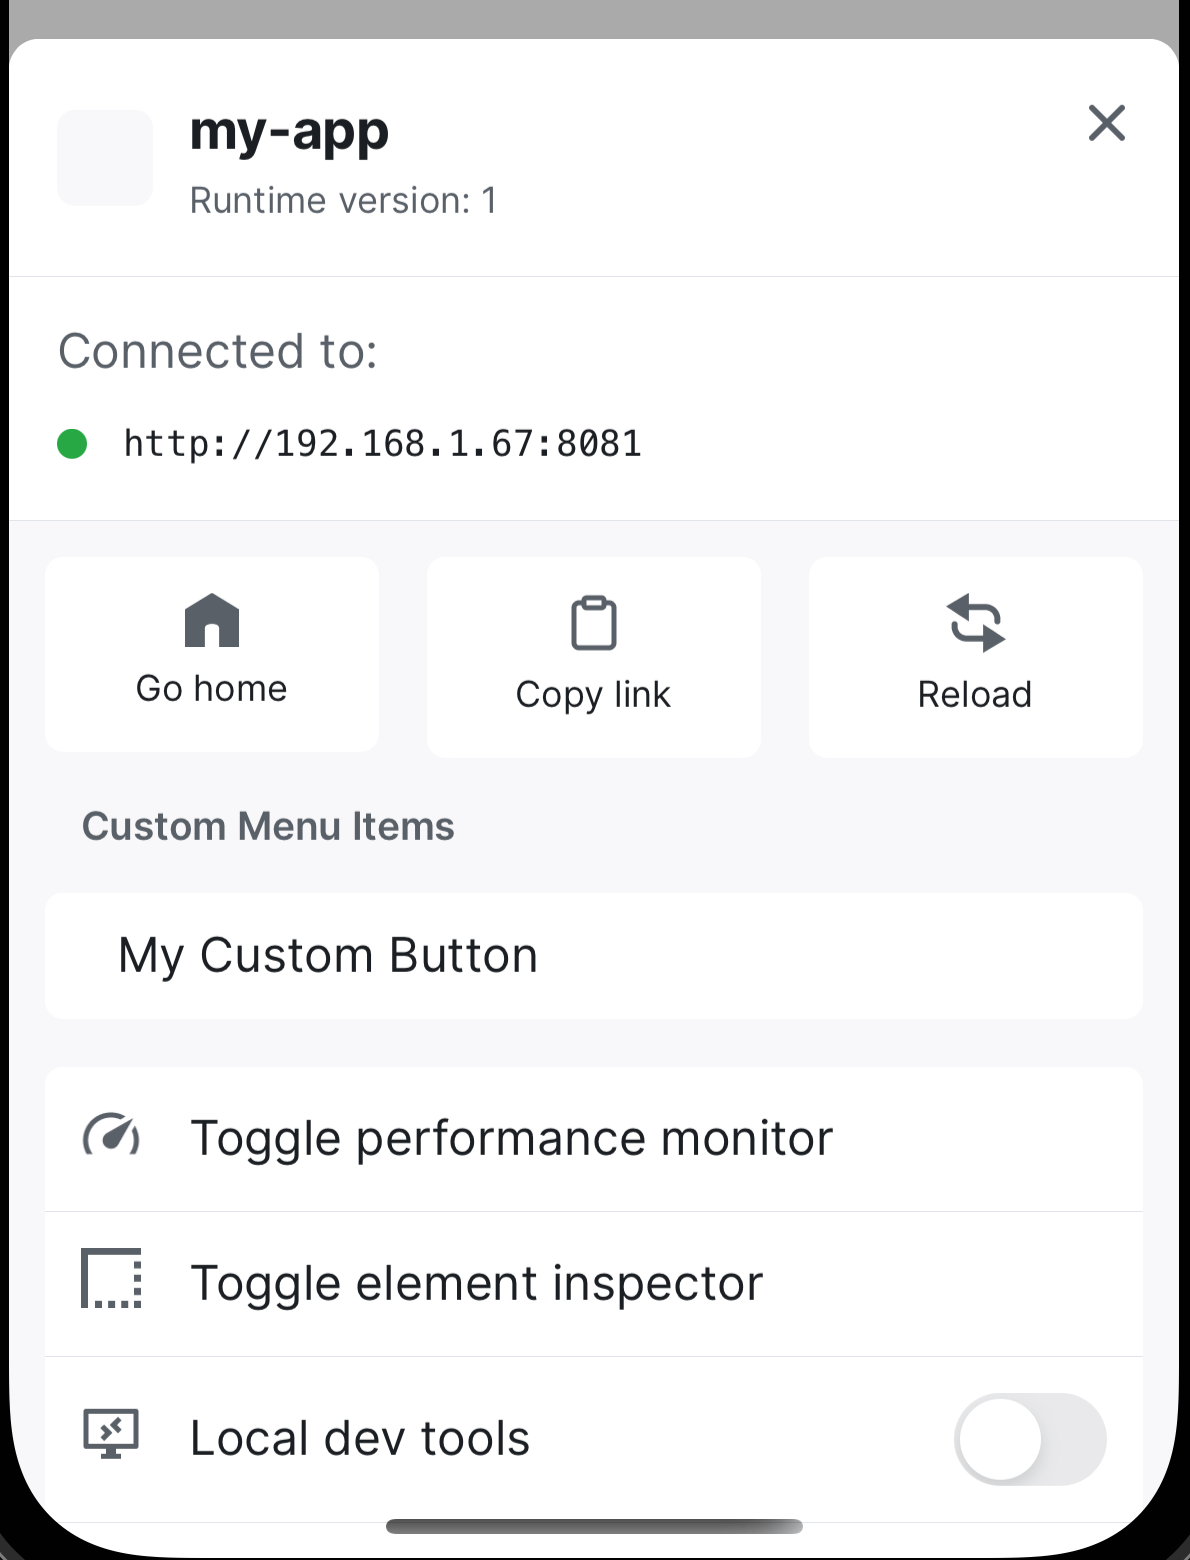 my-app
Runtime version: 1
Connected to:
http://192.168.1.67:8081
Go home
Copy link
Reload
Custom Menu Items
My Custom Button
Toggle performance monitor
Toggle element inspector
Local dev tools